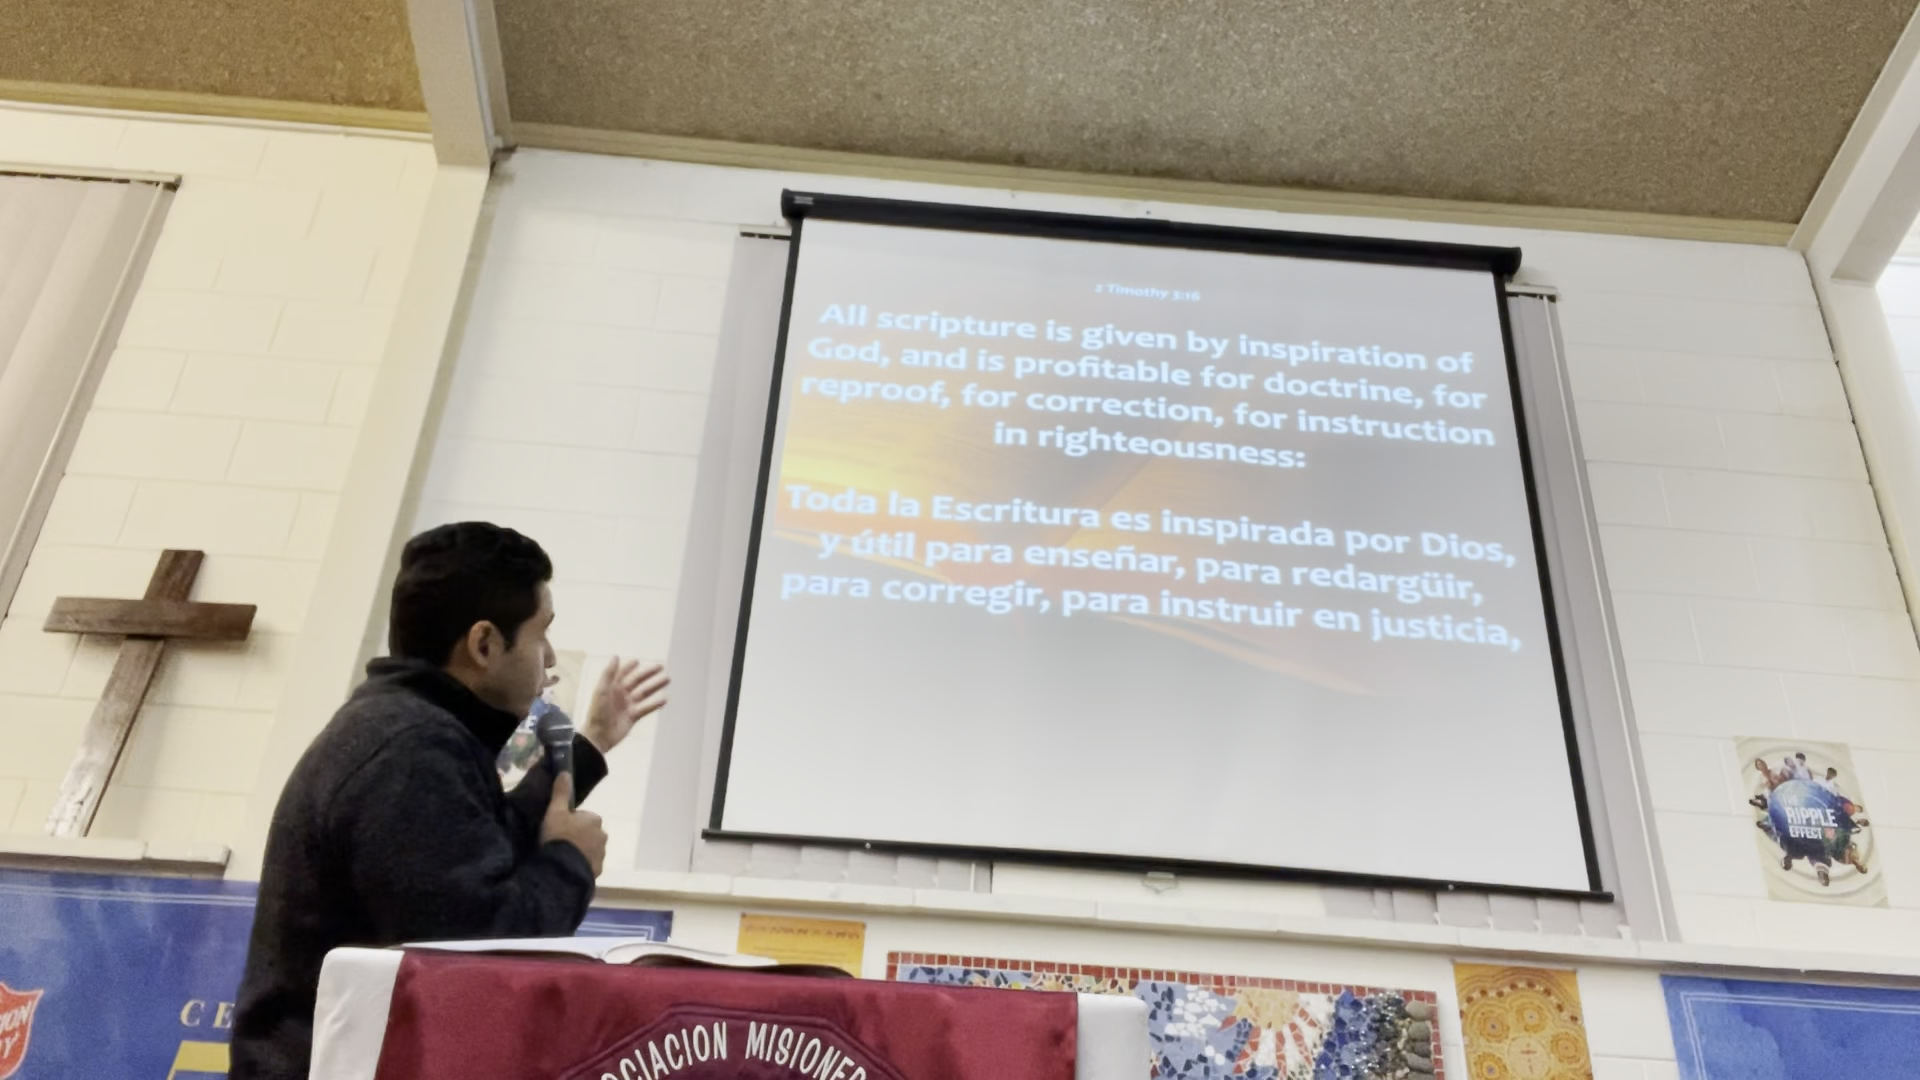 2 Timothy 3:16
All scripture is given by inspiration of
God, and is profitable for doctrine, for
reproof, for correction, for instruction
in righteousness:
Toda la Escritura es inspirada por Dios,
y útil para enseñar, para redargüir,
para corregir, para instruir en justicia,
THE
RIPPLE
EFFECT
CE
OCIACION MISIONE